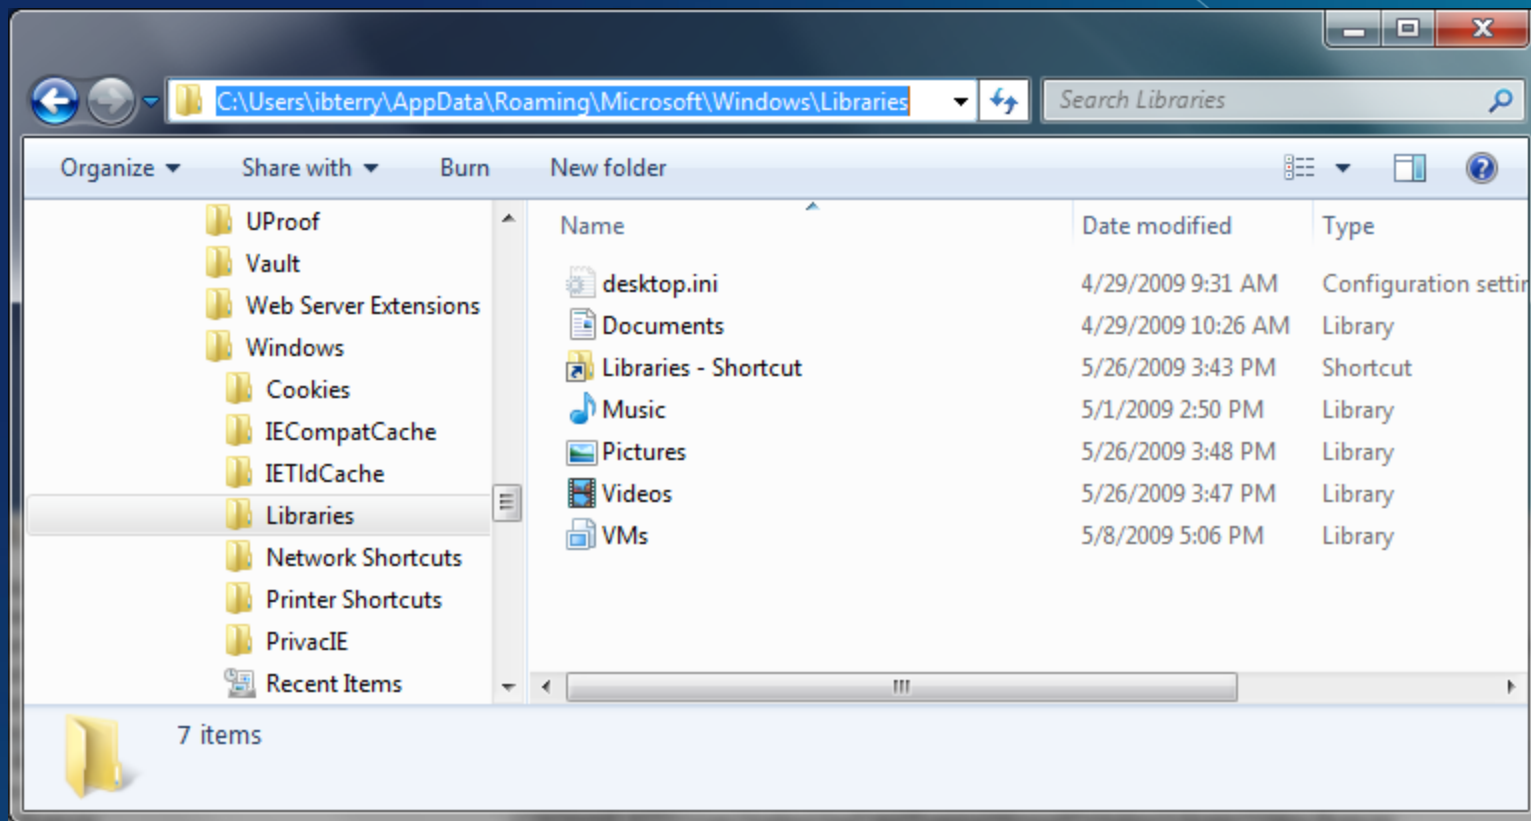 C:\Users\ibterry\AppData\Roaming\Microsoft\Windows\Libraries
Search Libraries
Organize Share with Burn New folder
UProof
Vault
Web Server Extensions
Windows
Cookies
IECompatCache
IETldCache
Libraries
Network Shortcuts
Printer Shortcuts
PrivacIE
Recent Items
Name Date modified Type
desktop.ini 4/29/2009 9:31 AM Configuration settin
Documents 4/29/2009 10:26 AM Library
Libraries - Shortcut 5/26/2009 3:43 PM Shortcut
Music 5/1/2009 2:50 PM Library
Pictures 5/26/2009 3:48 PM Library
Videos 5/26/2009 3:47 PM Library
VMs 5/8/2009 5:06 PM Library
7 items